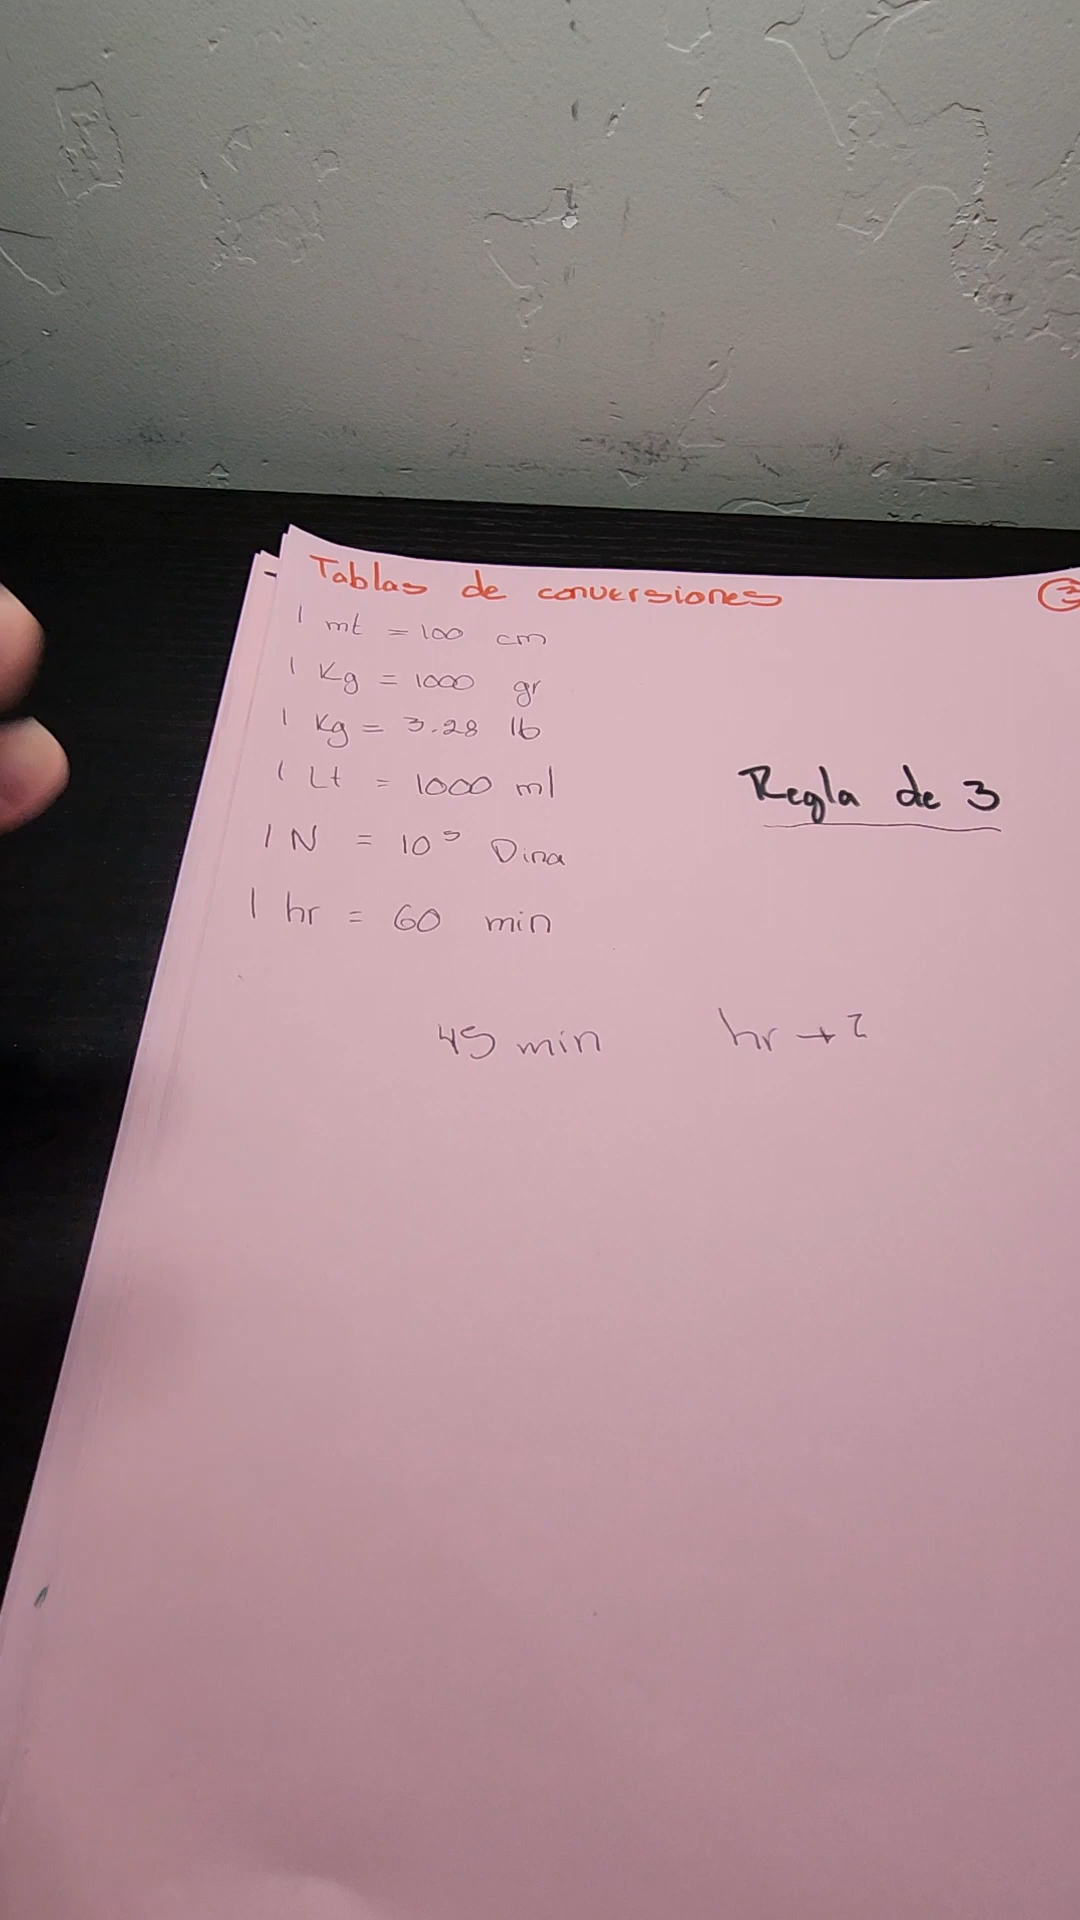 Tablas de conversiones
3
1 mt = 100 cm
1 Kg = 1000 gr
1 Kg = 3.28 lb
1 Lt = 1000 ml
Regla de 3
1 N = 10⁵ Dina
1 hr = 60 min
45 min hr → ?